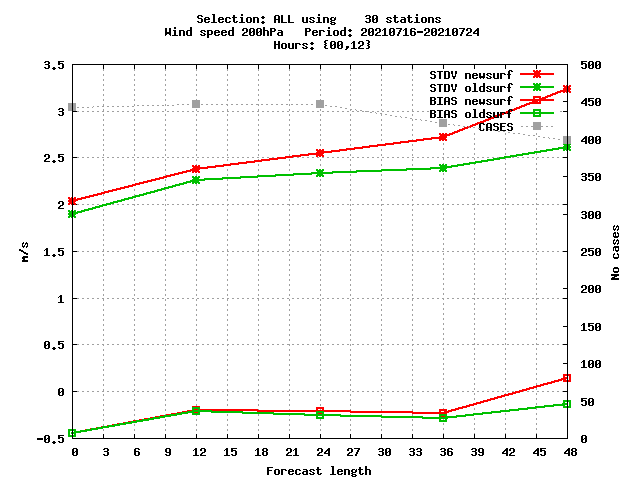 Selection: ALL using    30 stations
Wind speed 200hPa   Period: 20210716-20210724
Hours: {00,12}
STDV newsurf
STDV oldsurf
BIAS newsurf
BIAS oldsurf
CASES
3.5
3
2.5
2
1.5
1
0.5
0
-0.5
m/s
500
450
400
350
300
250
200
150
100
50
0
No cases
0 3 6 9 12 15 18 21 24 27 30 33 36 39 42 45 48
Forecast length